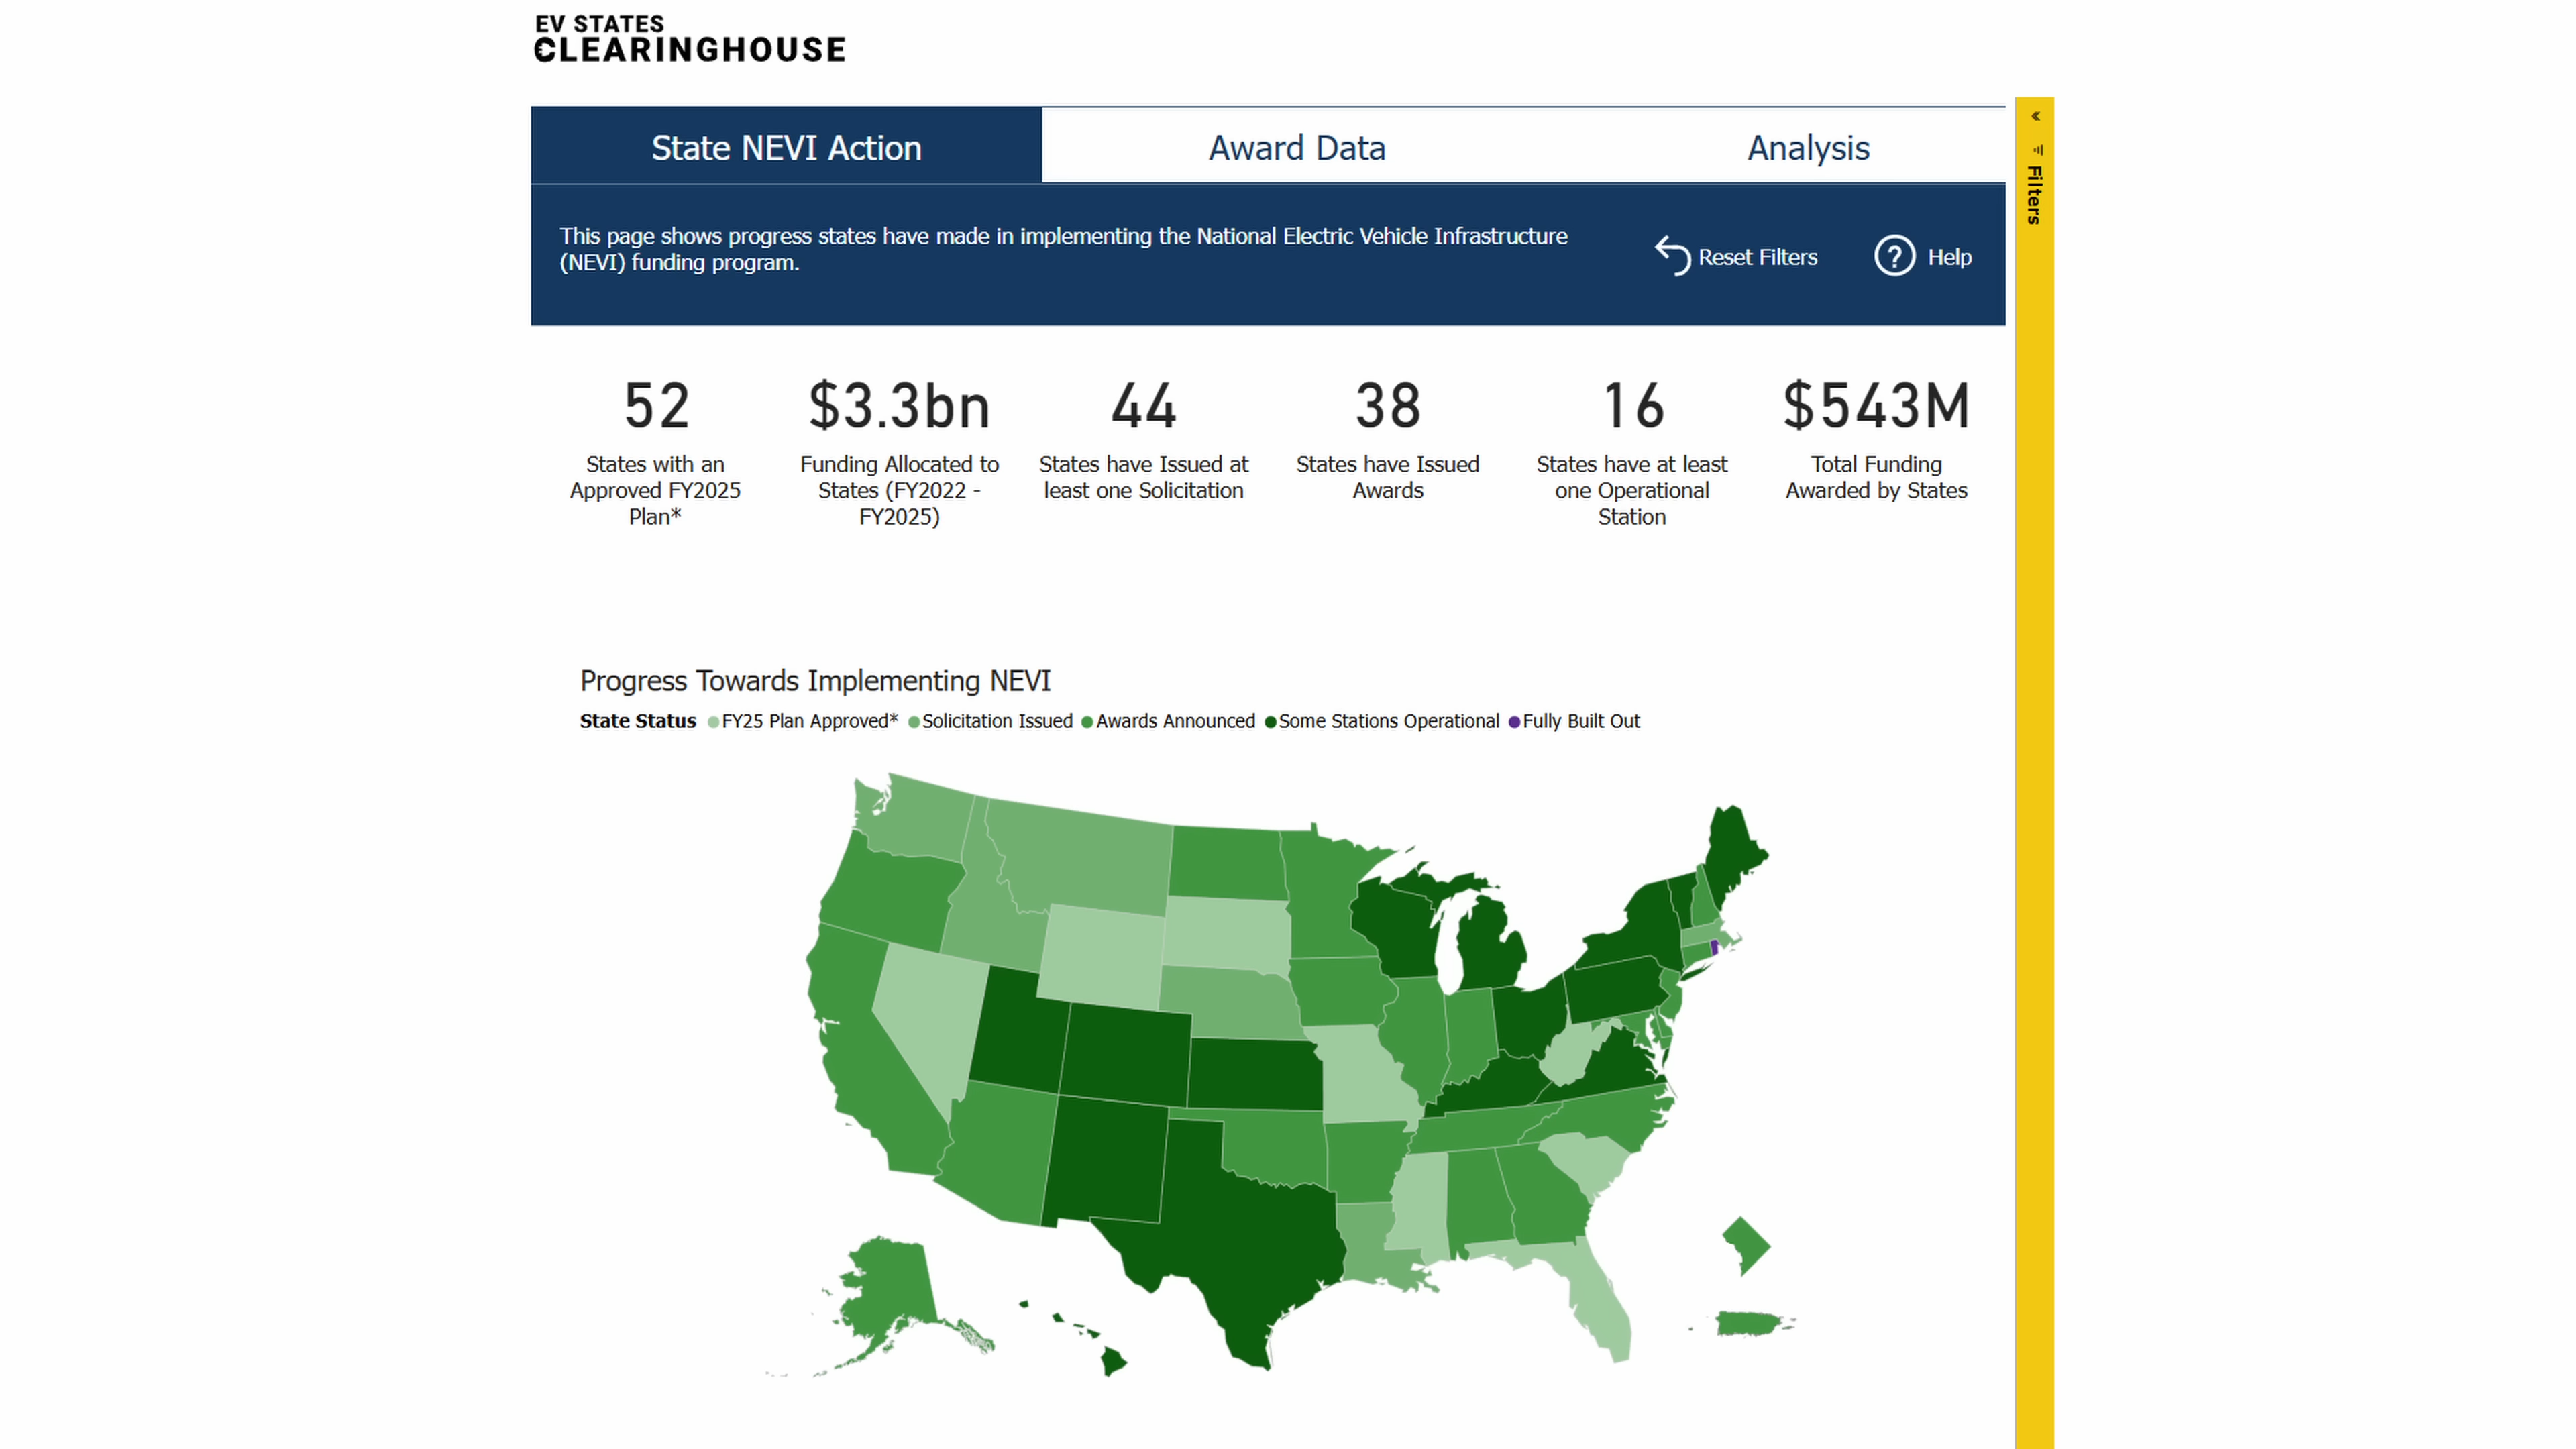 EV STATES
CLEARINGHOUSE
State NEVI Action
Award Data
Analysis
Filters
This page shows progress states have made in implementing the National Electric Vehicle Infrastructure
(NEVI) funding program.
Reset Filters
? Help
52
States with an
Approved FY2025
Plan*
$3.3bn
Funding Allocated to
States (FY2022 -
FY2025)
44
States have Issued at
least one Solicitation
38
States have Issued
Awards
16
States have at least
one Operational
Station
$543M
Total Funding
Awarded by States
Progress Towards Implementing NEVI
State Status FY25 Plan Approved* Solicitation Issued Awards Announced Some Stations Operational Fully Built Out